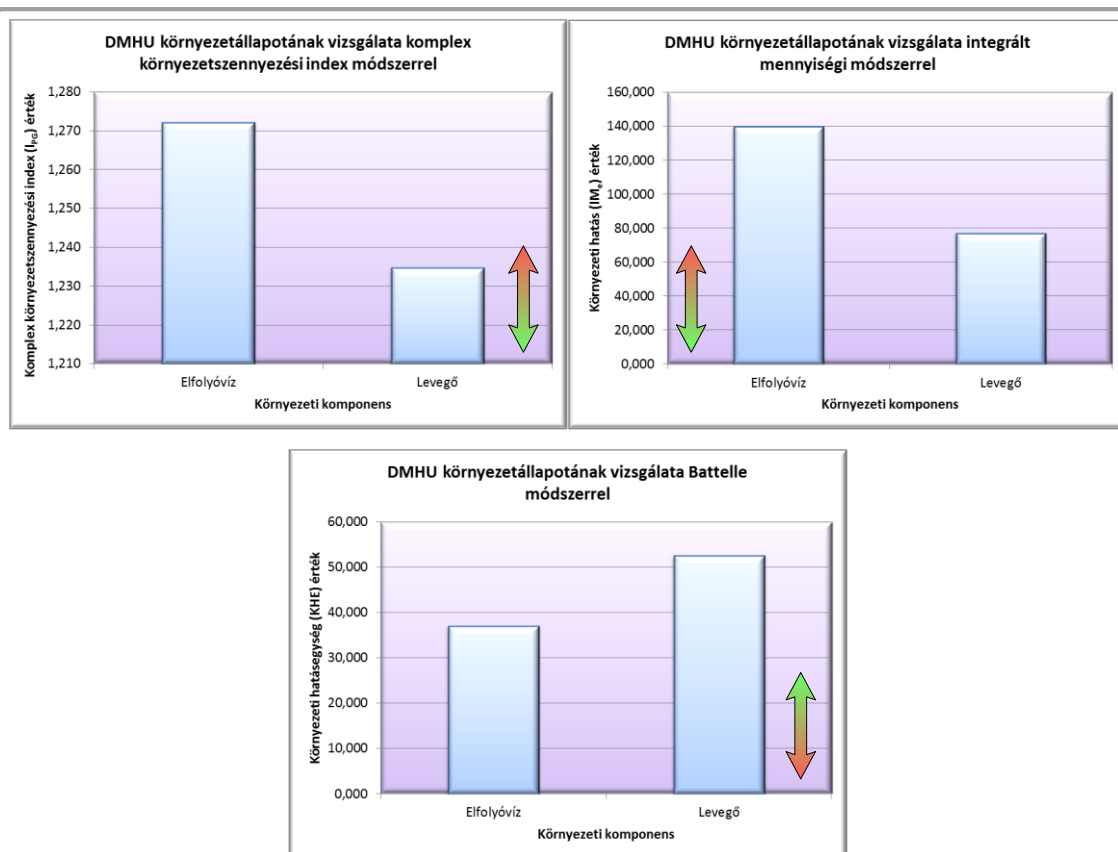 DMHU környezetállapotának vizsgálata komplex
környezetszennyezési index módszerrel
Komplex környezetszennyezési index (IPG) érték
1,280
1,270
1,260
1,250
1,240
1,230
1,220
1,210
Elfolyóvíz
Levegő
Környezeti komponens
DMHU környezetállapotának vizsgálata integrált
mennyiségi módszerrel
Környezeti hatás (IMe) érték
160,000
140,000
120,000
100,000
80,000
60,000
40,000
20,000
0,000
Elfolyóvíz
Levegő
Környezeti komponens
DMHU környezetállapotának vizsgálata Battelle
módszerrel
Környezeti hatásegység (KHE) érték
60,000
50,000
40,000
30,000
20,000
10,000
0,000
Elfolyóvíz
Levegő
Környezeti komponens